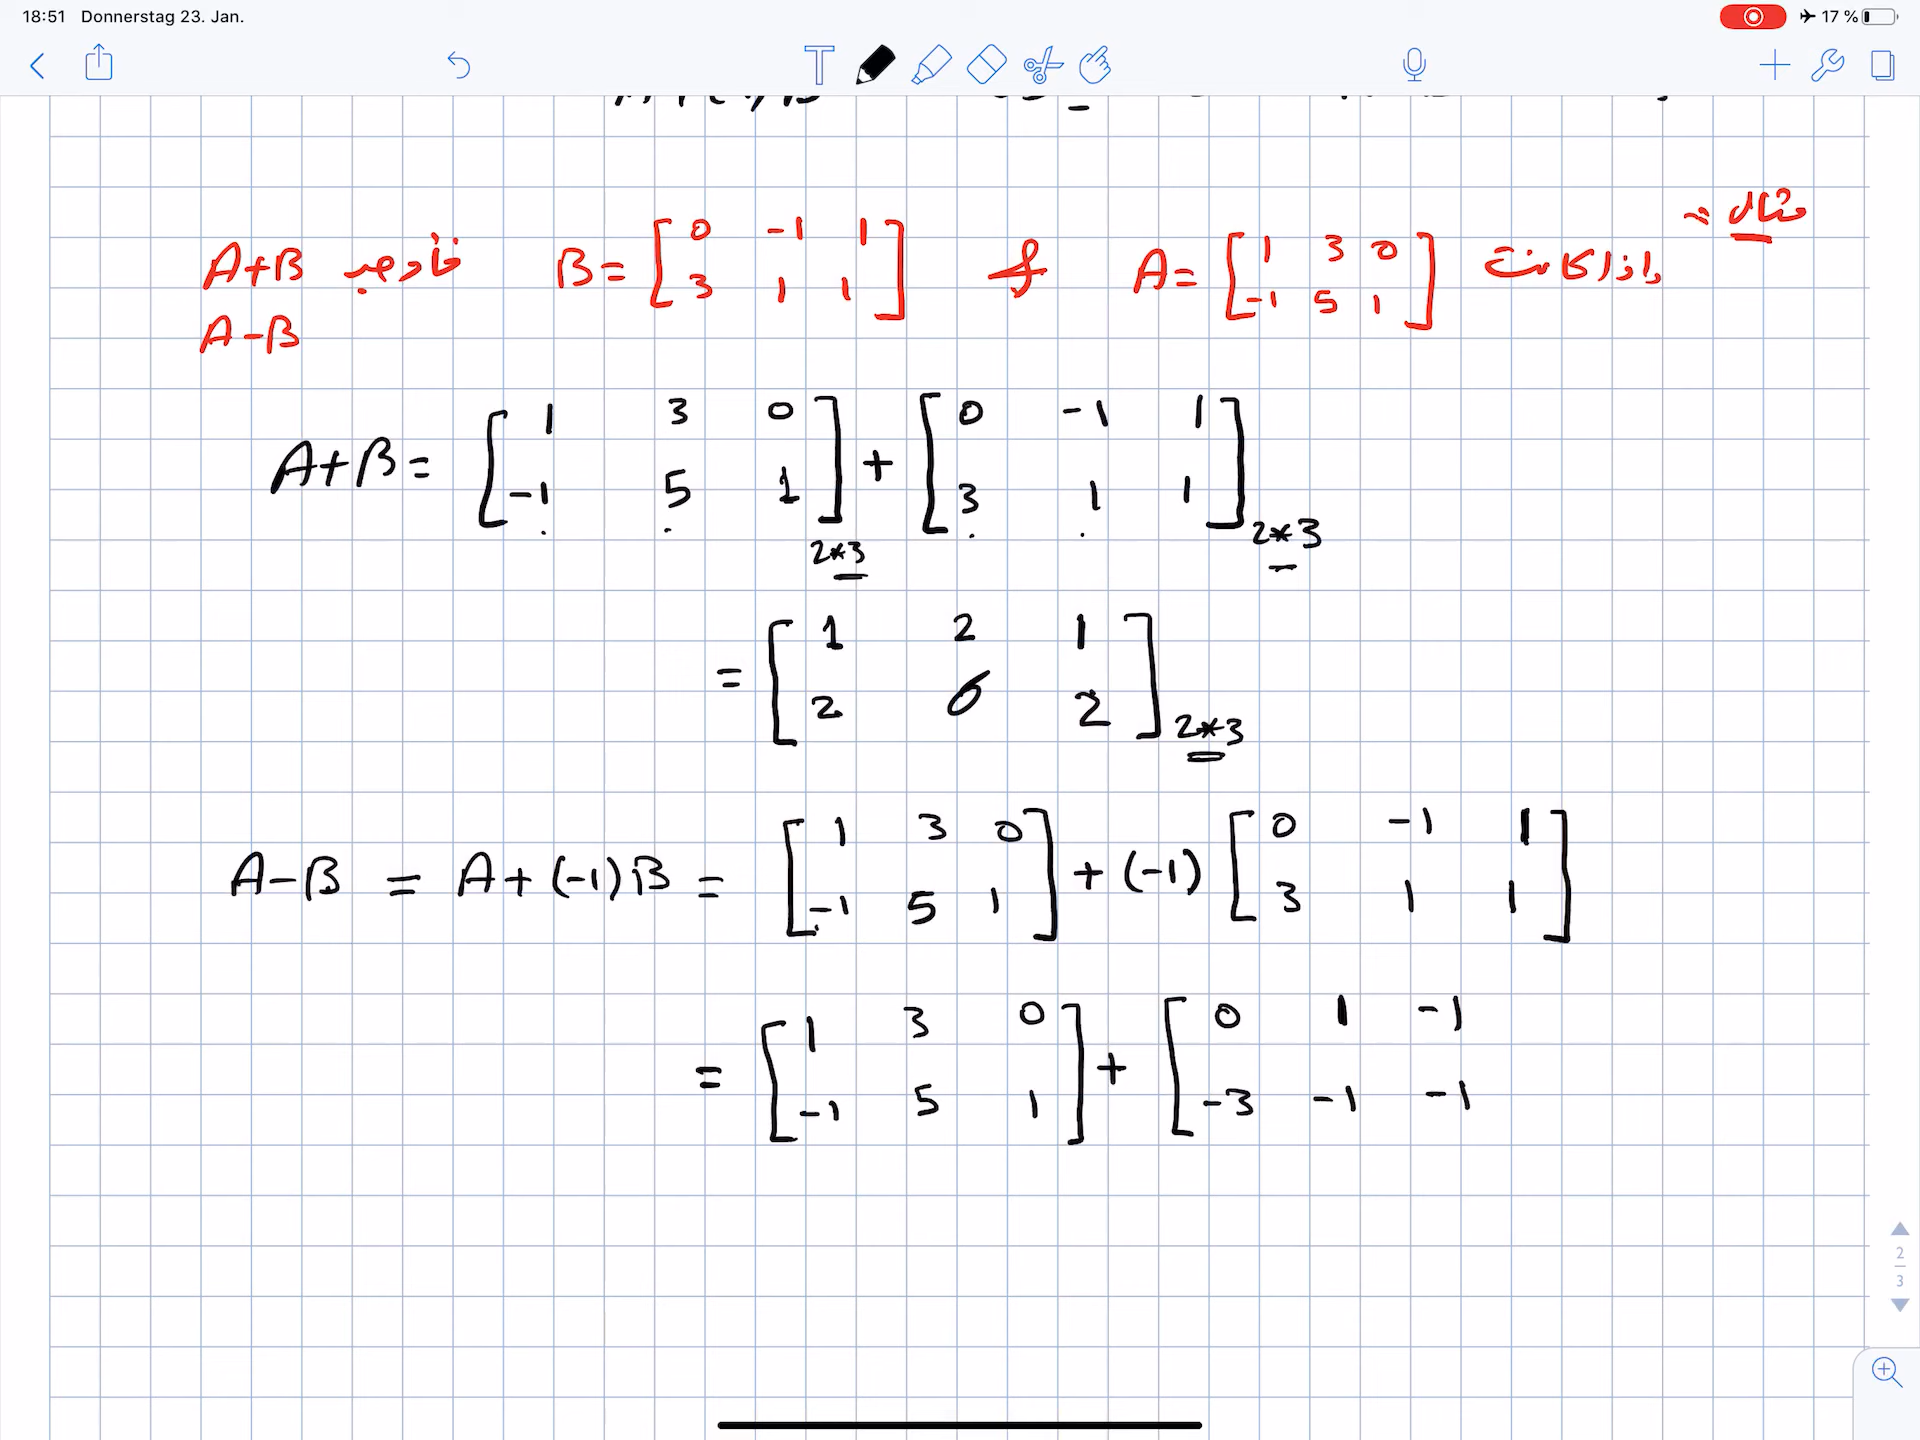 18:51 Donnerstag 23. Jan. 17 %
مثال :
إذا كانت A = [1 3 0; -1 5 1] و B = [0 -1 1; 3 1 1] فأوجد A+B
A-B
A+B = [1 3 0; -1 5 1] 2*3 + [0 -1 1; 3 1 1] 2*3
= [1 2 1; 2 6 2] 2*3
A-B = A+(-1)B = [1 3 0; -1 5 1] + (-1) [0 -1 1; 3 1 1]
= [1 3 0; -1 5 1] + [0 1 -1; -3 -1 -1
2
3